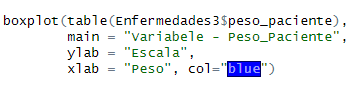 boxplot(table(Enfermedades3$peso_paciente),
main = "Variabele - Peso_Paciente",
ylab = "Escala",
xlab = "Peso", col="blue")